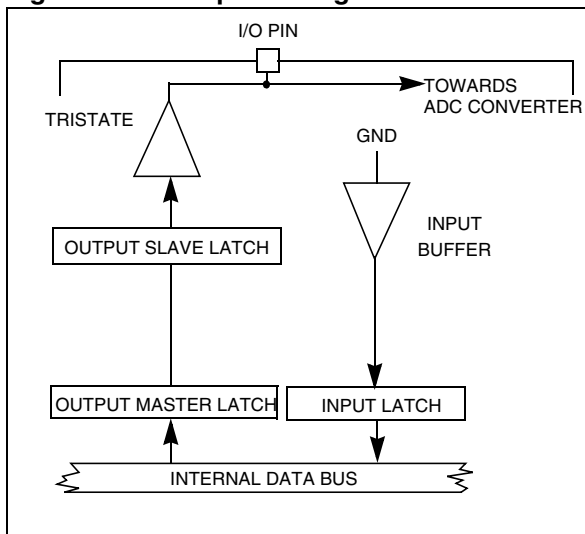 I/O PIN
TOWARDS
ADC CONVERTER
TRISTATE
GND
INPUT
BUFFER
OUTPUT SLAVE LATCH
OUTPUT MASTER LATCH
INPUT LATCH
INTERNAL DATA BUS